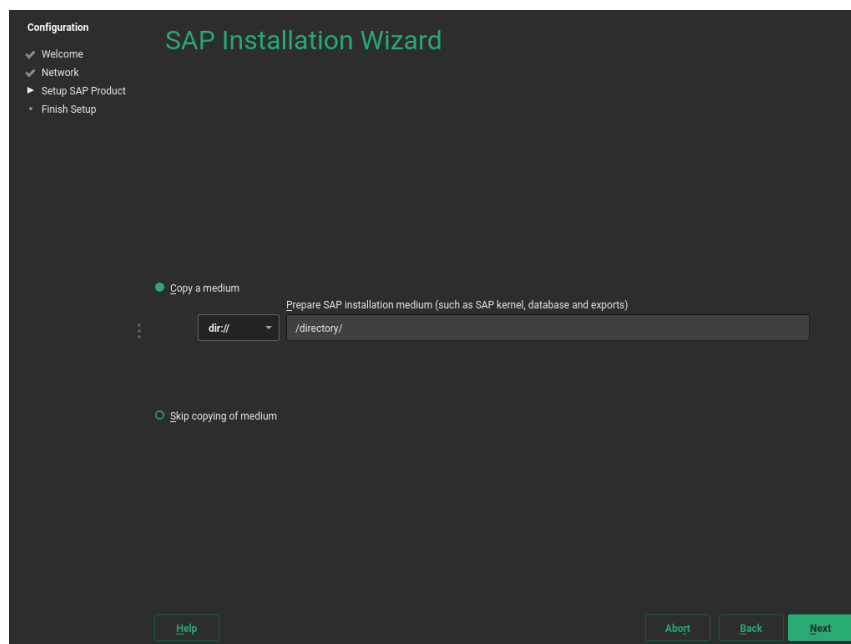 Configuration
Welcome
Network
Setup SAP Product
Finish Setup
SAP Installation Wizard
Copy a medium
Prepare SAP installation medium (such as SAP kernel, database and exports)
dir://
/directory/
Skip copying of medium
Help
Abort
Back
Next